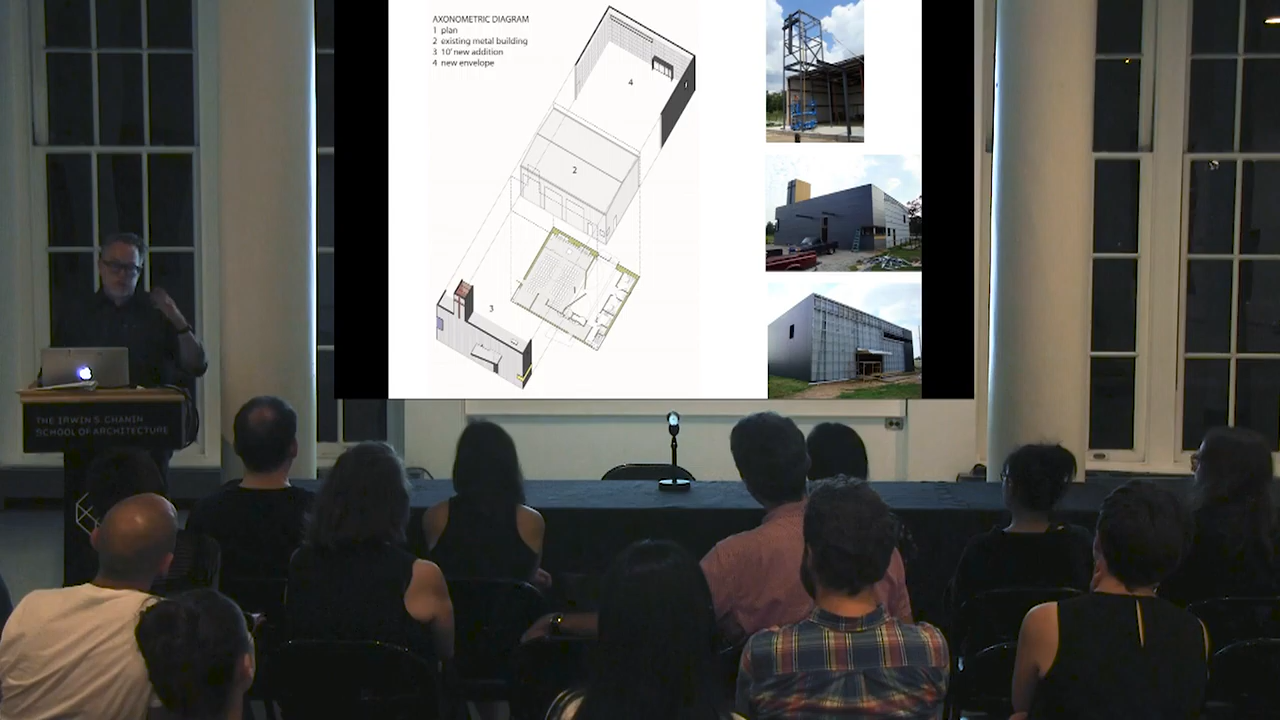 AXONOMETRIC DIAGRAM
1 plan
2 existing metal building
3 10' new addition
4 new envelope
4
2
1
3
THE IRWIN S. CHANIN
SCHOOL OF ARCHITECTURE